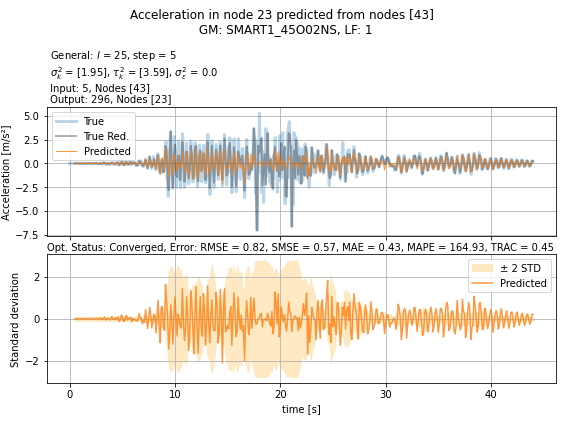 Acceleration in node 23 predicted from nodes [43]
GM: SMART1_45O02NS, LF: 1
General: l = 25, step = 5
σ²ₖ = [1.95], τ²ₖ = [3.59], σ²ε = 0.0
Input: 5, Nodes [43]
Output: 296, Nodes [23]
5.0
2.5
0.0
−2.5
−5.0
−7.5
Acceleration [m/s²]
True
True Red.
Predicted
Opt. Status: Converged, Error: RMSE = 0.82, SMSE = 0.57, MAE = 0.43, MAPE = 164.93, TRAC = 0.45
2
0
−2
Standard deviation
± 2 STD
Predicted
0 10 20 30 40
time [s]